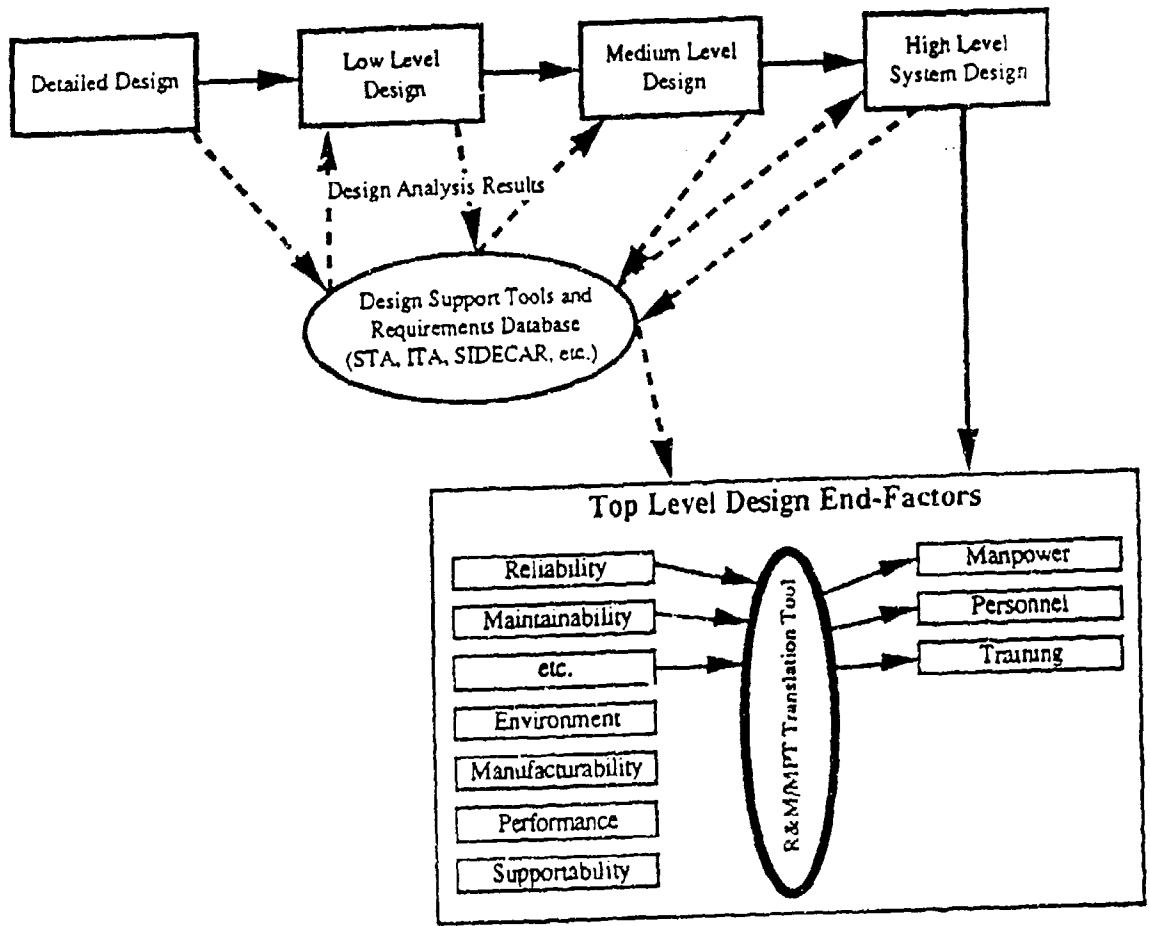 Detailed Design
Low Level
Design
Medium Level
Design
High Level
System Design
Design Analysis Results
Design Support Tools and
Requirements Database
(STA, ITA, SIDECAR, etc.)
Top Level Design End-Factors
Reliability
Maintainability
etc.
Environment
Manufacturability
Performance
Supportability
R&M/MPT Translation Tool
Manpower
Personnel
Training